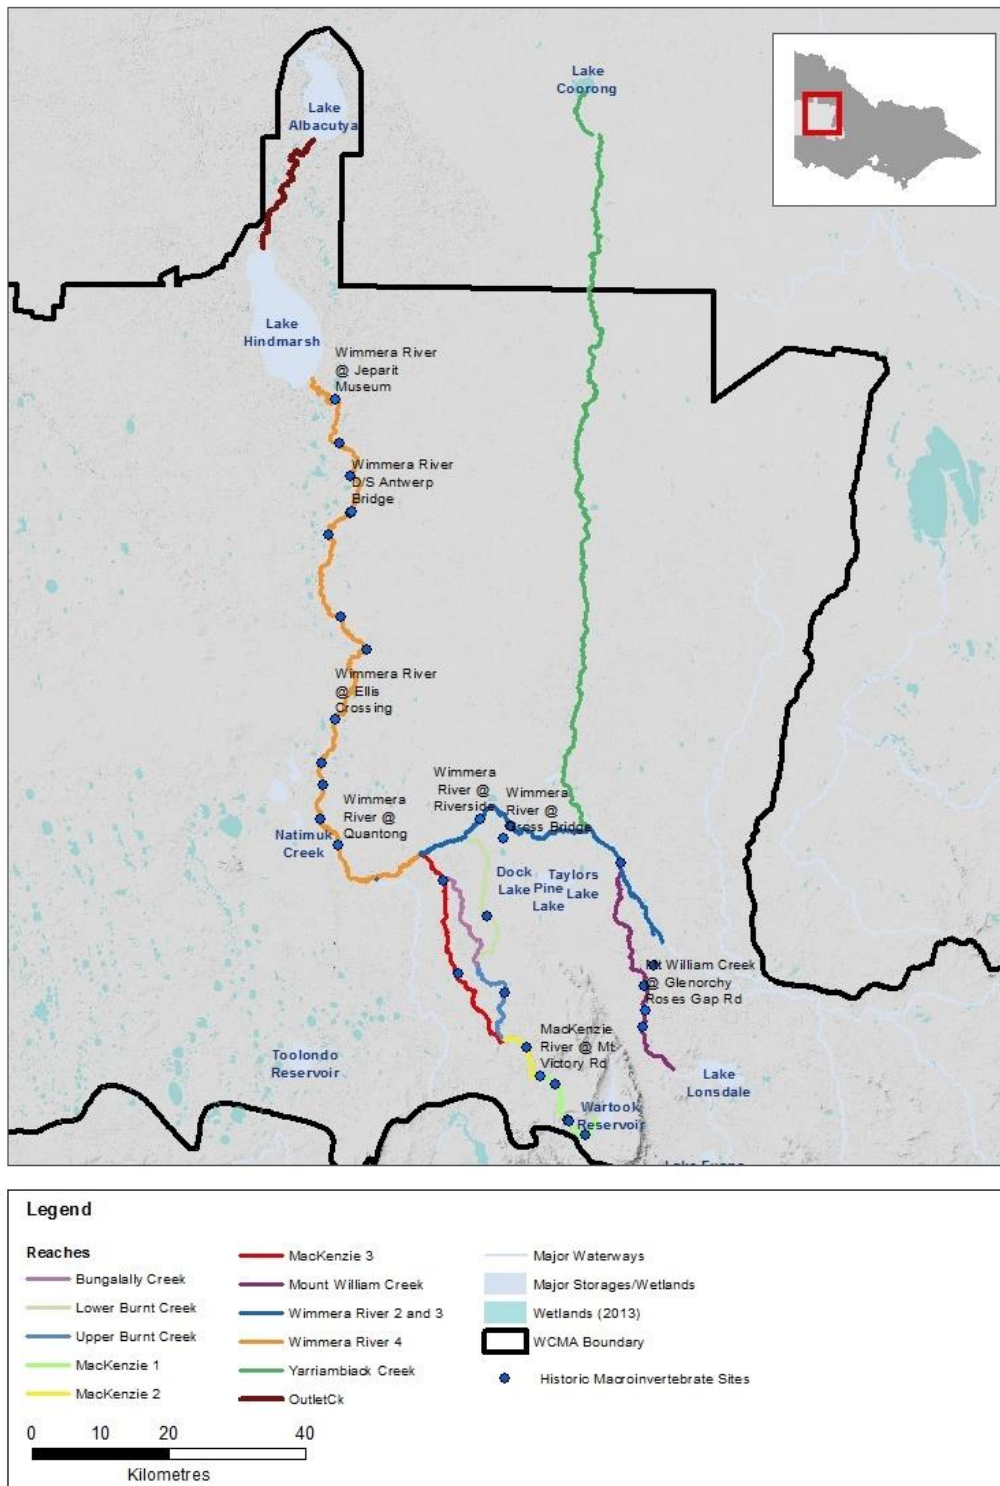 Lake
Coorong
Lake
Albacutya
Lake
Hindmarsh
Wimmera River
@ Jeparit
Museum
Wimmera River
D/S Antwerp
Bridge
Wimmera River
@ Ellis
Crossing
Wimmera
River @
Riverside
Wimmera
River @
Gross Bridge
Wimmera
River @
Quantong
Natimuk
Creek
Dock
Lake
Pine
Lake
Taylors
Lake
Mt William Creek
@ Glenorchy
Roses Gap Rd
MacKenzie
River @ Mt
Victory Rd
Toolondo
Reservoir
Lake
Lonsdale
Wartook
Reservoir
Legend
Reaches
Bungalally Creek
Lower Burnt Creek
Upper Burnt Creek
MacKenzie 1
MacKenzie 2
MacKenzie 3
Mount William Creek
Wimmera River 2 and 3
Wimmera River 4
Yarriambiack Creek
OutletCk
Major Waterways
Major Storages/Wetlands
Wetlands (2013)
WCMA Boundary
Historic Macroinvertebrate Sites
0 10 20 40
Kilometres